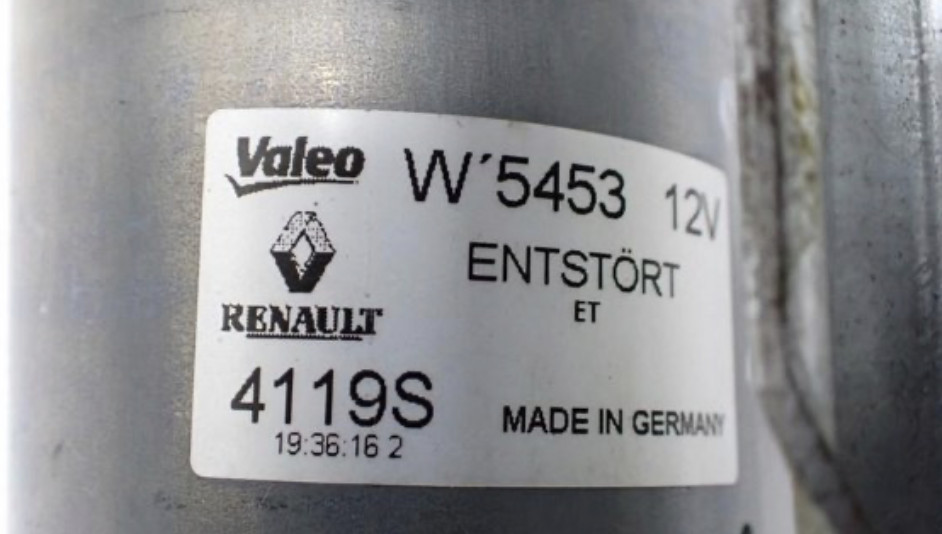 Valeo W´5453 12V
ENTSTÖRT
ET
RENAULT
4119S
MADE IN GERMANY
19:36:16 2